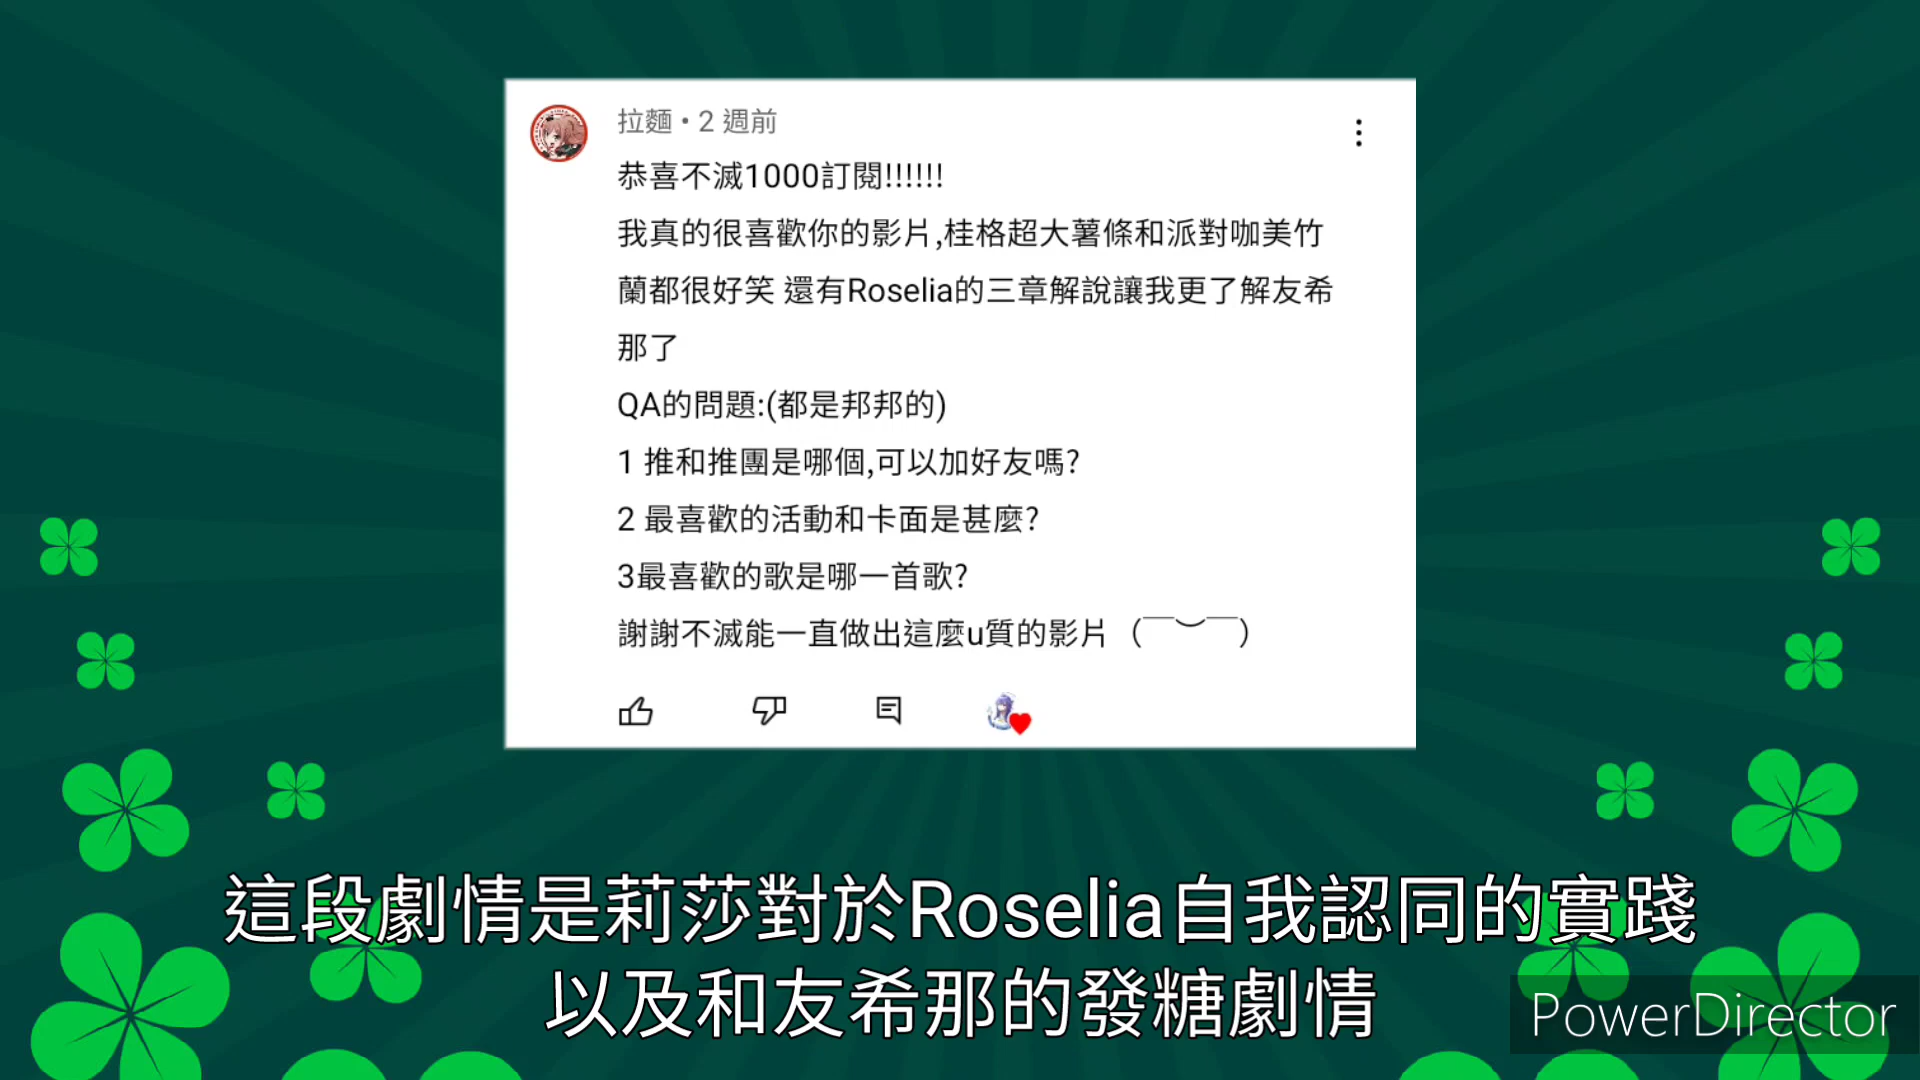 拉麵 • 2 週前
恭喜不滅1000訂閱!!!!!!
我真的很喜歡你的影片,桂格超大薯條和派對咖美竹
蘭都很好笑 還有Roselia的三章解說讓我更了解友希
那了
QA的問題:(都是邦邦的)
1 推和推團是哪個,可以加好友嗎?
2 最喜歡的活動和卡面是甚麼?
3最喜歡的歌是哪一首歌?
謝謝不滅能一直做出這麼u質的影片（￣︶￣）
這段劇情是莉莎對於Roselia自我認同的實踐
以及和友希那的發糖劇情
PowerDirector